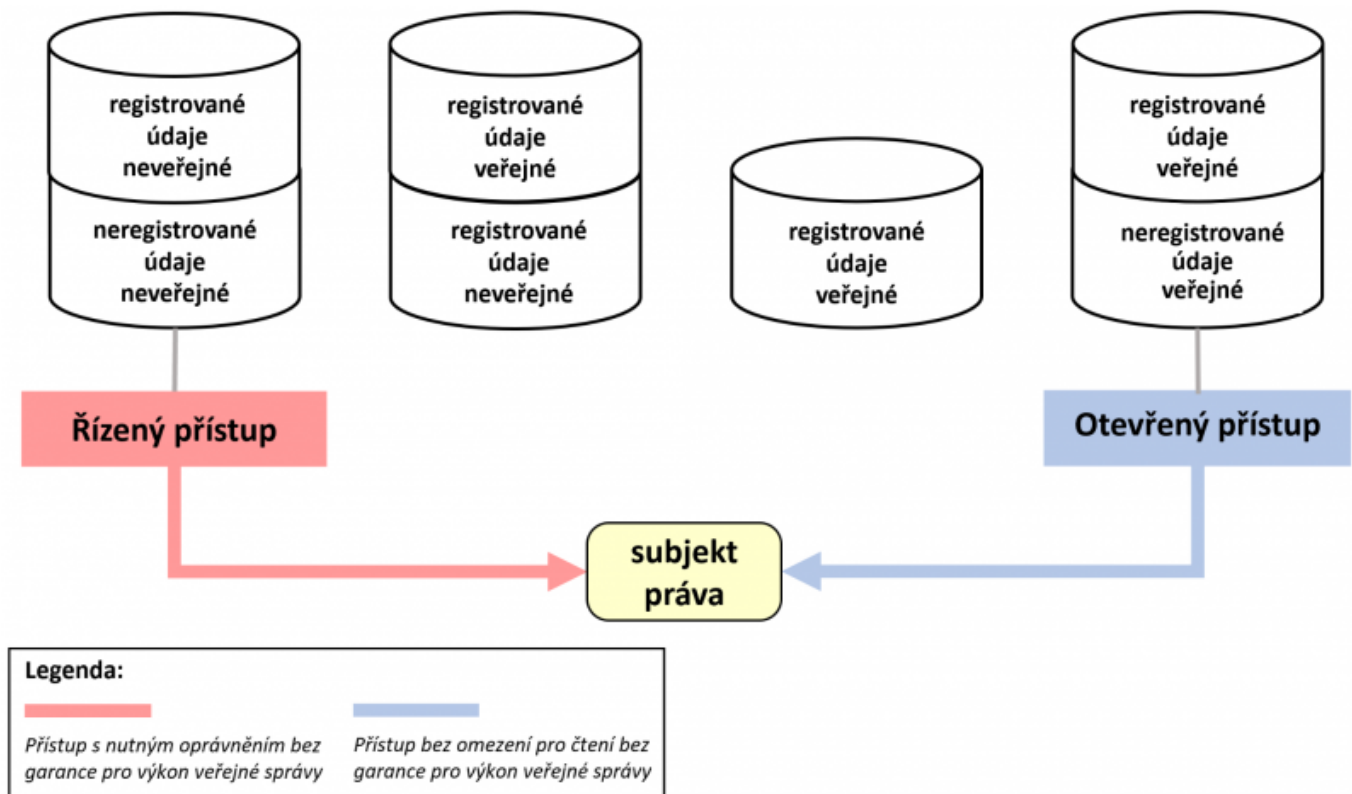 registrované
údaje
neveřejné
neregistrované
údaje
neveřejné
registrované
údaje
veřejné
registrované
údaje
neveřejné
registrované
údaje
veřejné
registrované
údaje
veřejné
neregistrované
údaje
veřejné
Řízený přístup
Otevřený přístup
subjekt
práva
Legenda:
Přístup s nutným oprávněním bez
garance pro výkon veřejné správy
Přístup bez omezení pro čtení bez
garance pro výkon veřejné správy